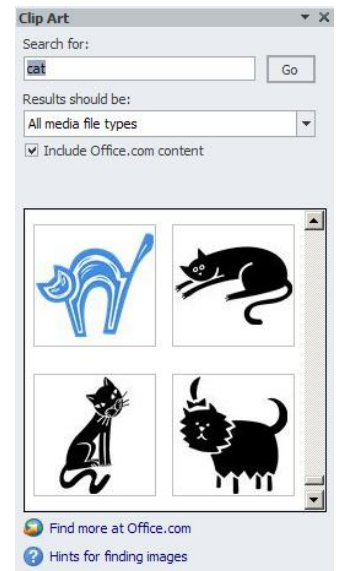 Clip Art
Search for:
cat
Go
Results should be:
All media file types
Include Office.com content
Find more at Office.com
Hints for finding images